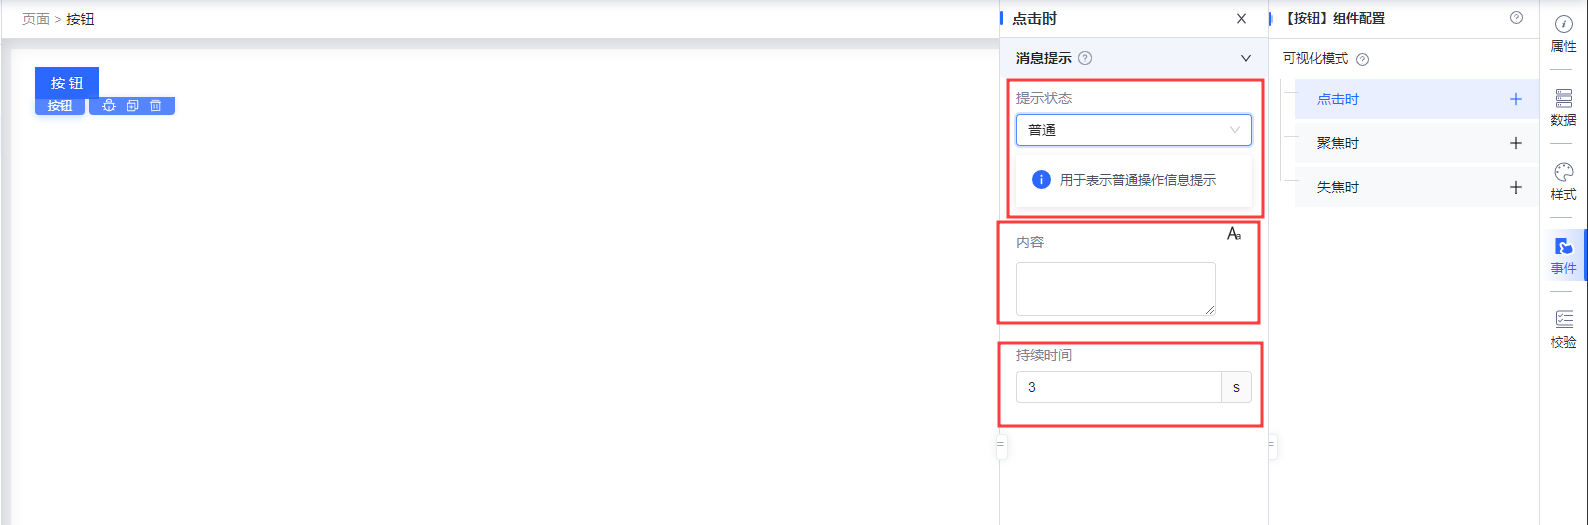 页面 > 按钮
按 钮
按钮
点击时
消息提示
提示状态
普通
用于表示普通操作信息提示
内容
持续时间
3
s
【按钮】组件配置
可视化模式
点击时
聚焦时
失焦时
属性
数据
样式
事件
校验